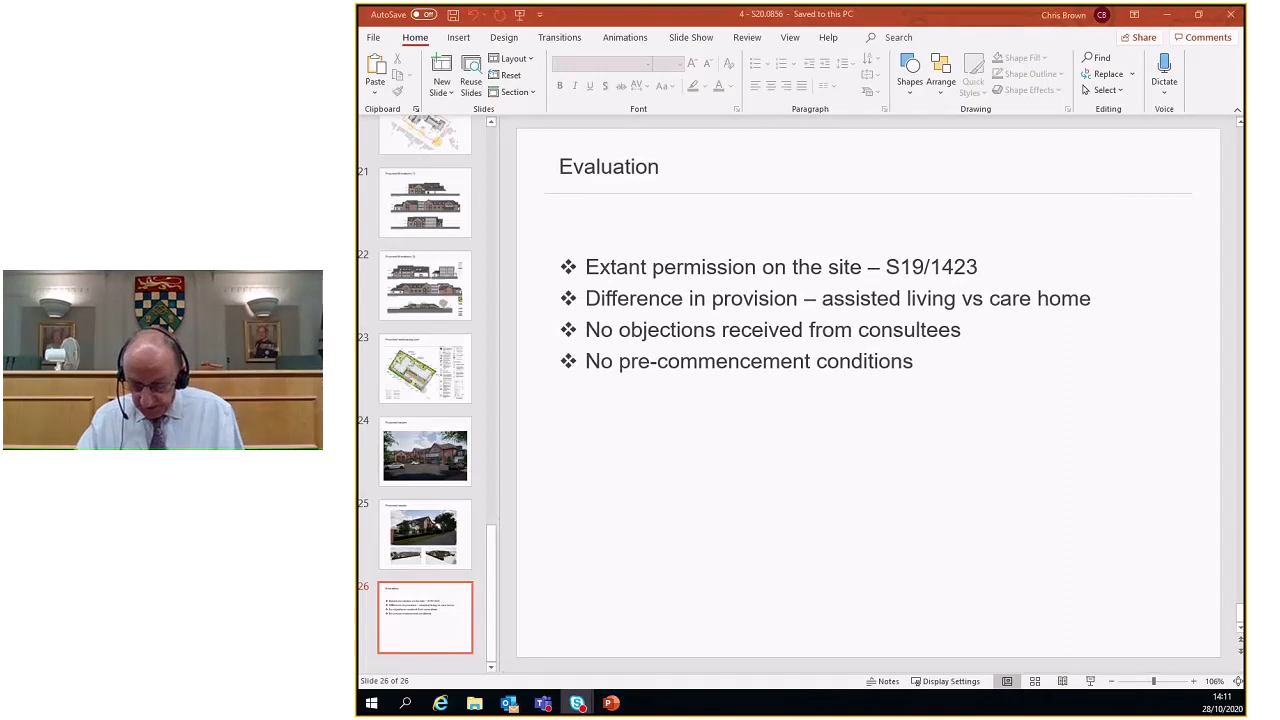 AutoSave Off
4 - S20.0856 - Saved to this PC
Chris Brown CB
File Home Insert Design Transitions Animations Slide Show Review View Help Search Share Comments
Paste
Clipboard
New Slide
Reuse Slides
Layout
Reset
Section
Slides
B I U S ab AV Aa A
Font
Paragraph
Shapes
Arrange
Quick Styles
Shape Fill
Shape Outline
Shape Effects
Drawing
Find
Replace
Select
Editing
Dictate
Voice
21
22
23
24
25
26
Evaluation
❖ Extant permission on the site – S19/1423
❖ Difference in provision – assisted living vs care home
❖ No objections received from consultees
❖ No pre-commencement conditions
Slide 26 of 26
Notes Display Settings 106%
14:11
28/10/2020